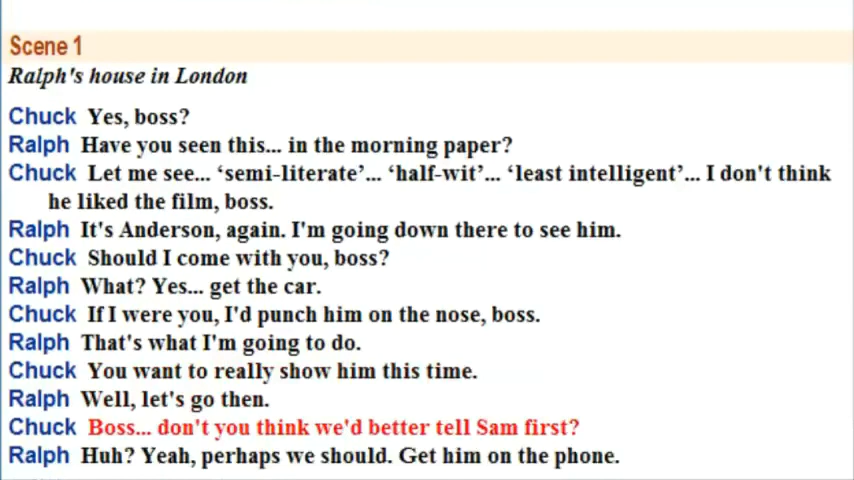 Scene 1
Ralph's house in London
Chuck Yes, boss?
Ralph Have you seen this... in the morning paper?
Chuck Let me see... ‘semi-literate’... ‘half-wit’... ‘least intelligent’... I don't think
he liked the film, boss.
Ralph It's Anderson, again. I'm going down there to see him.
Chuck Should I come with you, boss?
Ralph What? Yes... get the car.
Chuck If I were you, I'd punch him on the nose, boss.
Ralph That's what I'm going to do.
Chuck You want to really show him this time.
Ralph Well, let's go then.
Chuck Boss... don't you think we'd better tell Sam first?
Ralph Huh? Yeah, perhaps we should. Get him on the phone.